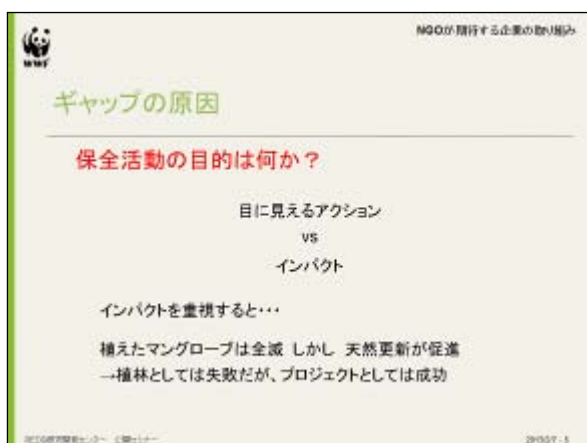 NGOが期待する企業の取り組み
WWF
ギャップの原因
保全活動の目的は何か？
目に見えるアクション
vs
インパクト
インパクトを重視すると・・・
植えたマングローブは全滅 しかし 天然更新が促進
→植林としては失敗だが、プロジェクトとしては成功